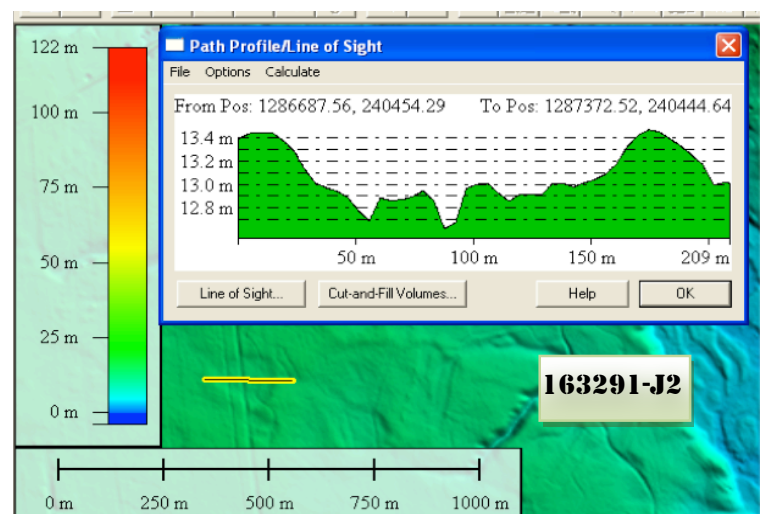 122 m
100 m
75 m
50 m
25 m
0 m
Path Profile/Line of Sight
File Options Calculate
From Pos: 1286687.56, 240454.29 To Pos: 1287372.52, 240444.64
13.4 m
13.2 m
13.0 m
12.8 m
50 m 100 m 150 m 209 m
Line of Sight... Cut-and-Fill Volumes... Help OK
163291-J2
0 m 250 m 500 m 750 m 1000 m